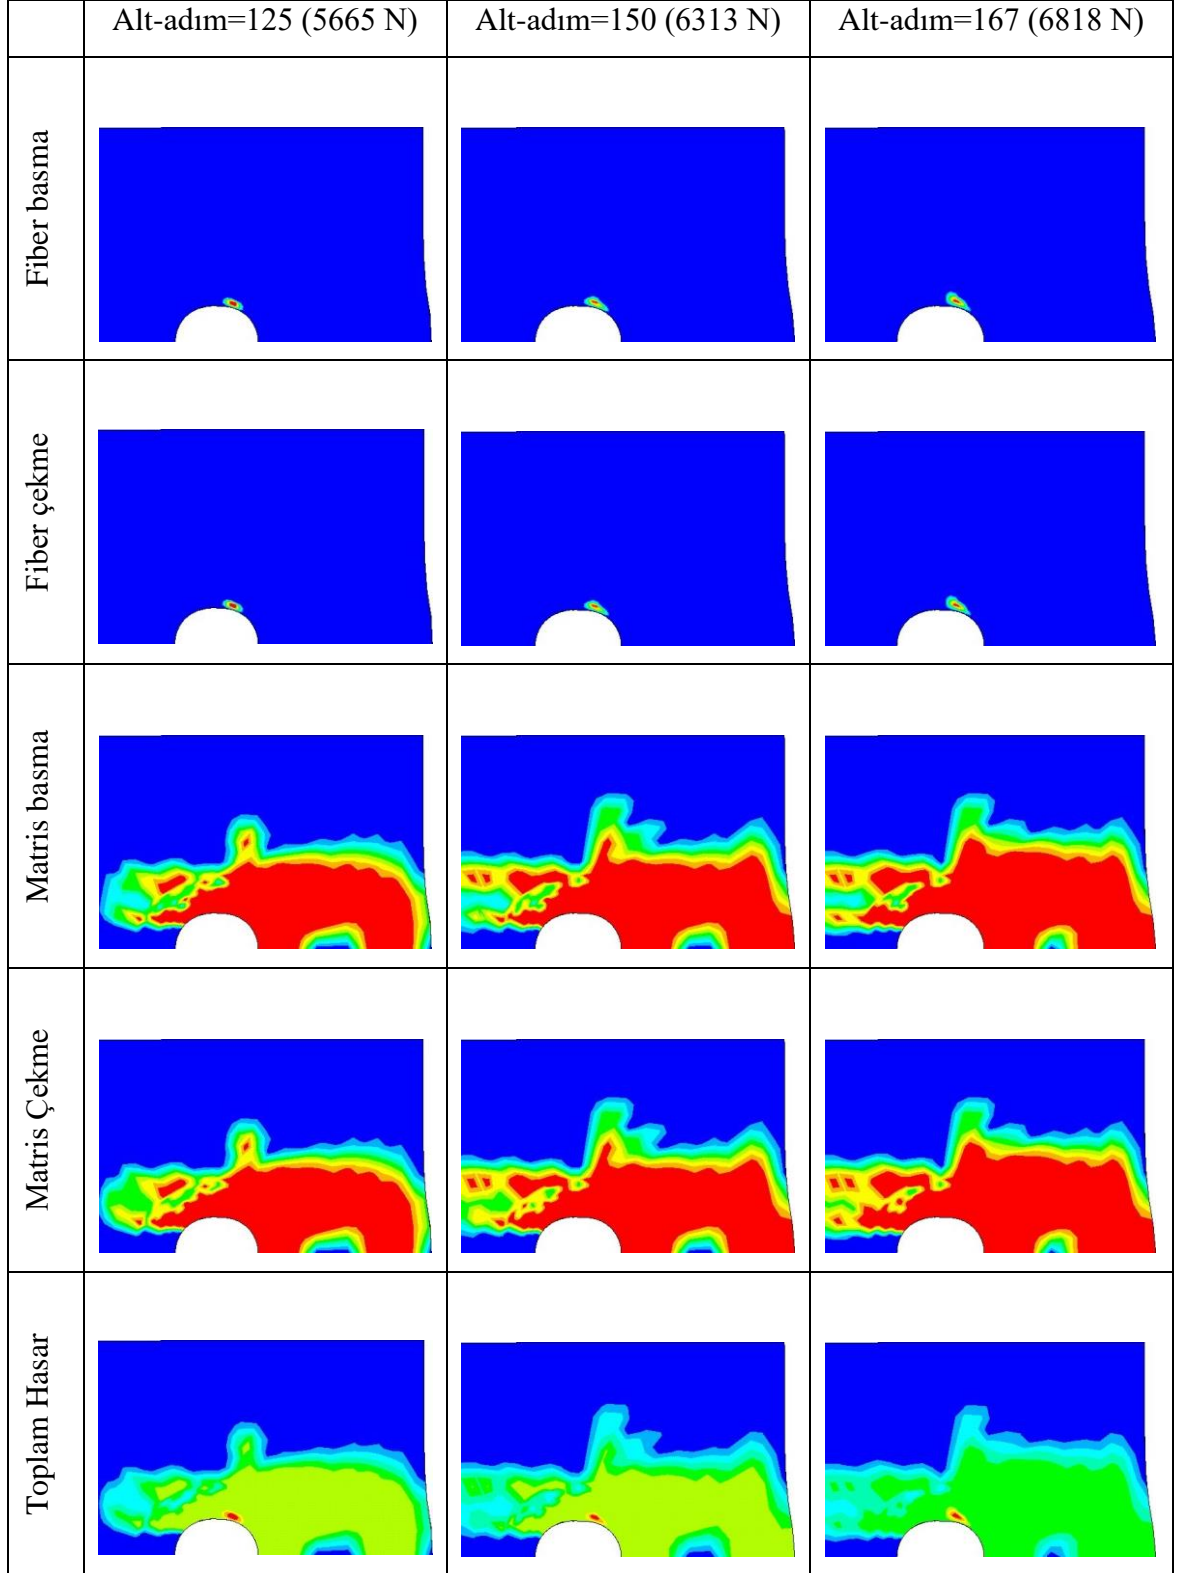 Alt-adım=125 (5665 N)
Alt-adım=150 (6313 N)
Alt-adım=167 (6818 N)
Fiber basma
Fiber çekme
Matris basma
Matris Çekme
Toplam Hasar